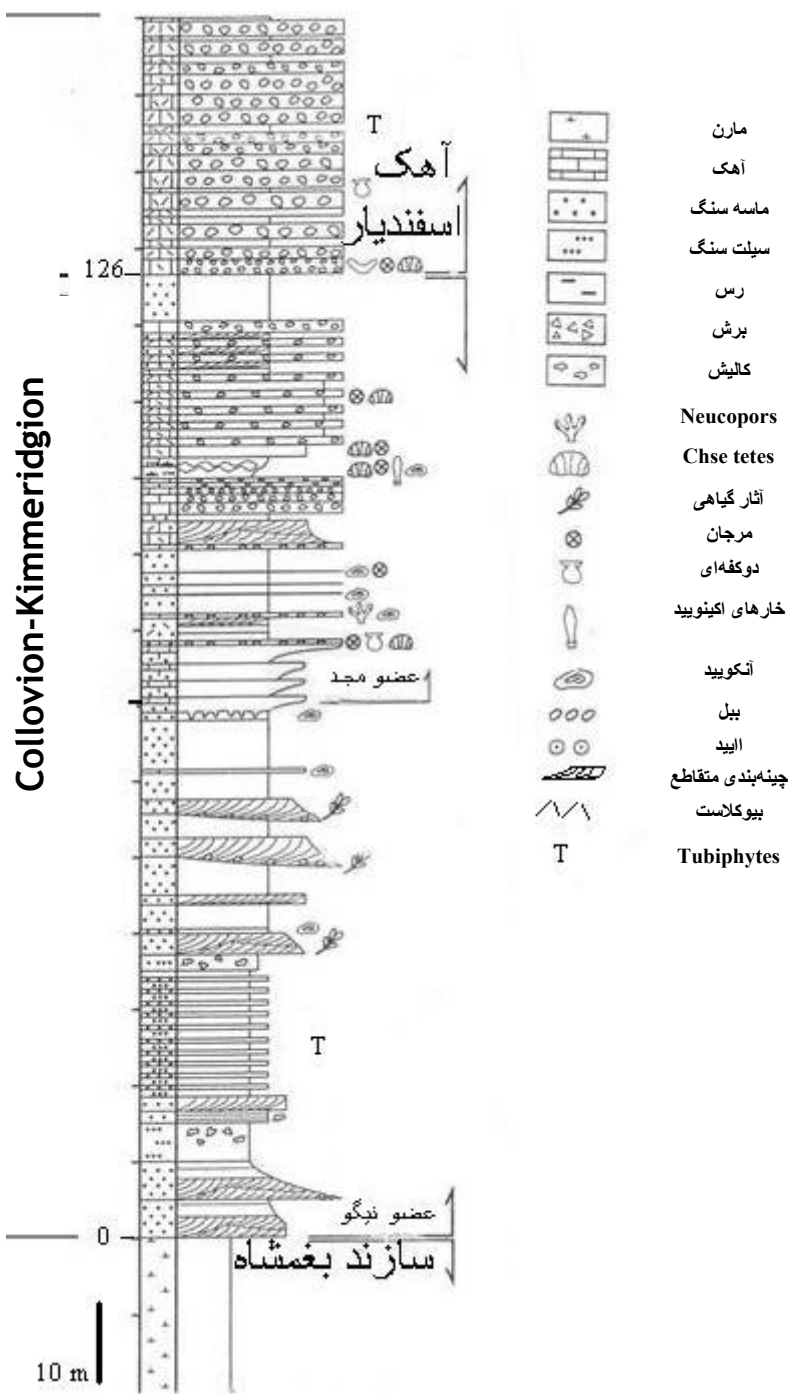 Collovion-Kimmeridgion
T
آهک
اسفندیار
126
عضو مجد
T
عضو نیگو
0
سازند بغمشاه
10 m
مارن
آهک
ماسه سنگ
سیلت سنگ
رس
برش
کالیش
Neucopors
Chse tetes
آثار گیاهی
مرجان
دوکفه‌ای
خارهای اکینویید
آنکویید
ببل
اایید
چینه‌بندی متقاطع
بیوکلاست
T Tubiphytes